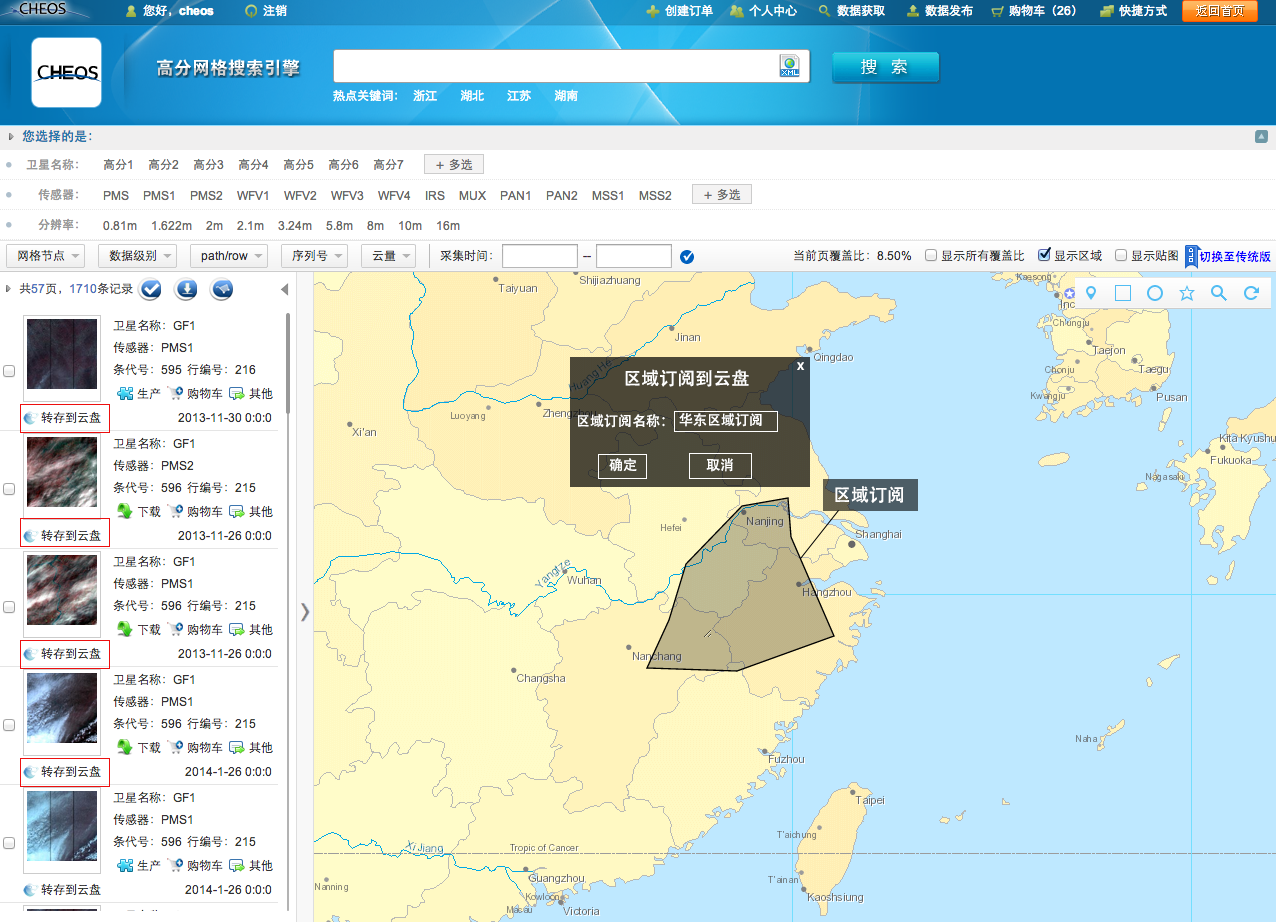 CHEOS 您好，cheos 注销 创建订单 个人中心 数据获取 数据发布 购物车（26） 快捷方式 返回首页
CHEOS 高分网格搜索引擎 XML 搜 索
热点关键词： 浙江 湖北 江苏 湖南
您选择的是：
卫星名称： 高分1 高分2 高分3 高分4 高分5 高分6 高分7 + 多选
传感器： PMS PMS1 PMS2 WFV1 WFV2 WFV3 WFV4 IRS MUX PAN1 PAN2 MSS1 MSS2 + 多选
分辨率： 0.81m 1.622m 2m 2.1m 3.24m 5.8m 8m 10m 16m
网格节点 数据级别 path/row 序列号 云量 采集时间： -- 当前页覆盖比：8.50% 显示所有覆盖比 显示区域 显示贴图 切换至传统版
共57页，1710条记录
卫星名称：GF1
传感器：PMS1
条代号：595 行编号：216
生产 购物车 其他
转存到云盘 2013-11-30 0:0:0
卫星名称：GF1
传感器：PMS2
条代号：596 行编号：215
下载 购物车 其他
转存到云盘 2013-11-26 0:0:0
卫星名称：GF1
传感器：PMS1
条代号：596 行编号：215
下载 购物车 其他
转存到云盘 2013-11-26 0:0:0
卫星名称：GF1
传感器：PMS1
条代号：596 行编号：215
下载 购物车 其他
转存到云盘 2014-1-26 0:0:0
卫星名称：GF1
传感器：PMS1
条代号：596 行编号：215
生产 购物车 其他
转存到云盘 2014-1-26 0:0:0
Taiyuan
Shijiazhuang
Kaesong
Inc
Chungju
Jinan
Qingdao
Taejon
Chonju
Taegu
Kwangju
Pusan
Huang He
x
区域订阅到云盘
区域订阅名称： 华东区域订阅
确定 取消
Luoyang
Zhengzhou
Xi'an
Kita Kyushu
Fukuoka
Nagasaki
区域订阅
Nanjing
Hefei
Shanghai
Yangtze
Wuhan
Hangzhou
Nanchang
Changsha
Naha
Fuzhou
Taipei
T'aichung
Xi Jiang
Tropic of Cancer
T'ainan
Guangzhou
Nanning
Kaoshsiung
Kowloon
Macau
Victoria